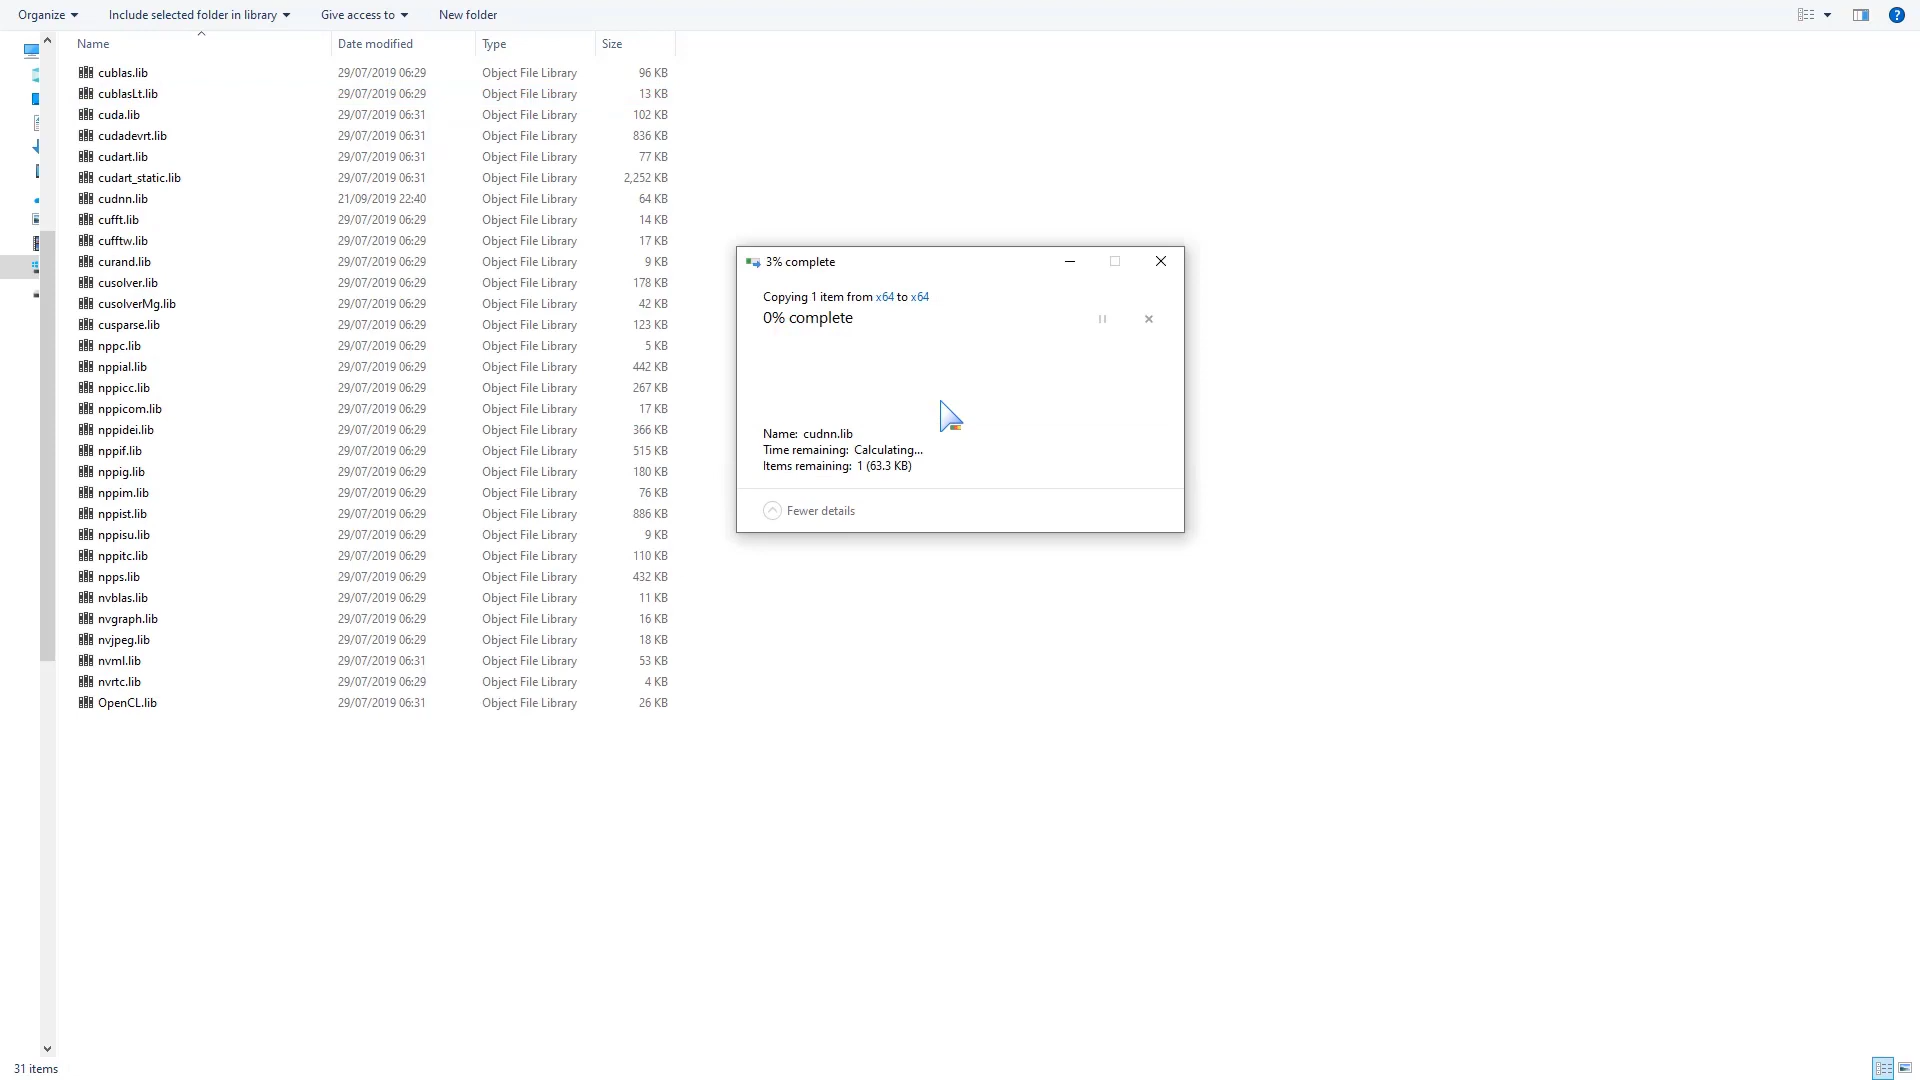 Organize Include selected folder in library Give access to New folder
Name Date modified Type Size
cublas.lib 29/07/2019 06:29 Object File Library 96 KB
cublasLt.lib 29/07/2019 06:29 Object File Library 13 KB
cuda.lib 29/07/2019 06:31 Object File Library 102 KB
cudadevrt.lib 29/07/2019 06:31 Object File Library 836 KB
cudart.lib 29/07/2019 06:31 Object File Library 77 KB
cudart_static.lib 29/07/2019 06:31 Object File Library 2,252 KB
cudnn.lib 21/09/2019 22:40 Object File Library 64 KB
cufft.lib 29/07/2019 06:29 Object File Library 14 KB
cufftw.lib 29/07/2019 06:29 Object File Library 17 KB
curand.lib 29/07/2019 06:29 Object File Library 9 KB
cusolver.lib 29/07/2019 06:29 Object File Library 178 KB
cusolverMg.lib 29/07/2019 06:29 Object File Library 42 KB
cusparse.lib 29/07/2019 06:29 Object File Library 123 KB
nppc.lib 29/07/2019 06:29 Object File Library 5 KB
nppial.lib 29/07/2019 06:29 Object File Library 442 KB
nppicc.lib 29/07/2019 06:29 Object File Library 267 KB
nppicom.lib 29/07/2019 06:29 Object File Library 17 KB
nppidei.lib 29/07/2019 06:29 Object File Library 366 KB
nppif.lib 29/07/2019 06:29 Object File Library 515 KB
nppig.lib 29/07/2019 06:29 Object File Library 180 KB
nppim.lib 29/07/2019 06:29 Object File Library 76 KB
nppist.lib 29/07/2019 06:29 Object File Library 886 KB
nppisu.lib 29/07/2019 06:29 Object File Library 9 KB
nppitc.lib 29/07/2019 06:29 Object File Library 110 KB
npps.lib 29/07/2019 06:29 Object File Library 432 KB
nvblas.lib 29/07/2019 06:29 Object File Library 11 KB
nvgraph.lib 29/07/2019 06:29 Object File Library 16 KB
nvjpeg.lib 29/07/2019 06:29 Object File Library 18 KB
nvml.lib 29/07/2019 06:31 Object File Library 53 KB
nvrtc.lib 29/07/2019 06:29 Object File Library 4 KB
OpenCL.lib 29/07/2019 06:31 Object File Library 26 KB
3% complete
Copying 1 item from x64 to x64
0% complete
Name: cudnn.lib
Time remaining: Calculating...
Items remaining: 1 (63.3 KB)
Fewer details
31 items